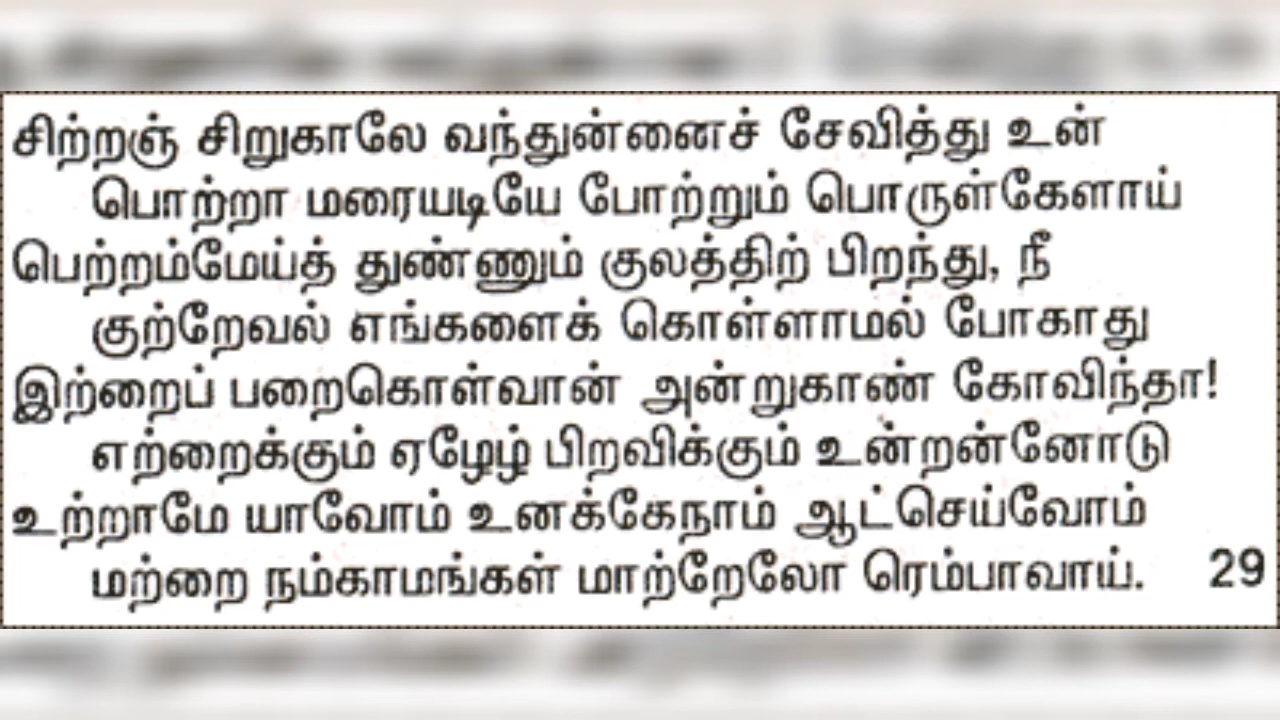 சிற்றஞ் சிறுகாலே வந்துன்னைச் சேவித்து உன்
பொற்றா மரையடியே போற்றும் பொருள்கேளாய்
பெற்றம்மேய்த் துண்ணும் குலத்திற் பிறந்து, நீ
குற்றேவல் எங்களைக் கொள்ளாமல் போகாது
இற்றைப் பறைகொள்வான் அன்றுகாண் கோவிந்தா!
எற்றைக்கும் ஏழேழ் பிறவிக்கும் உன்றன்னோடு
உற்றாமே யாவோம் உனக்கேநாம் ஆட்செய்வோம்
மற்றை நம்காமங்கள் மாற்றேலோ ரெம்பாவாய். 29